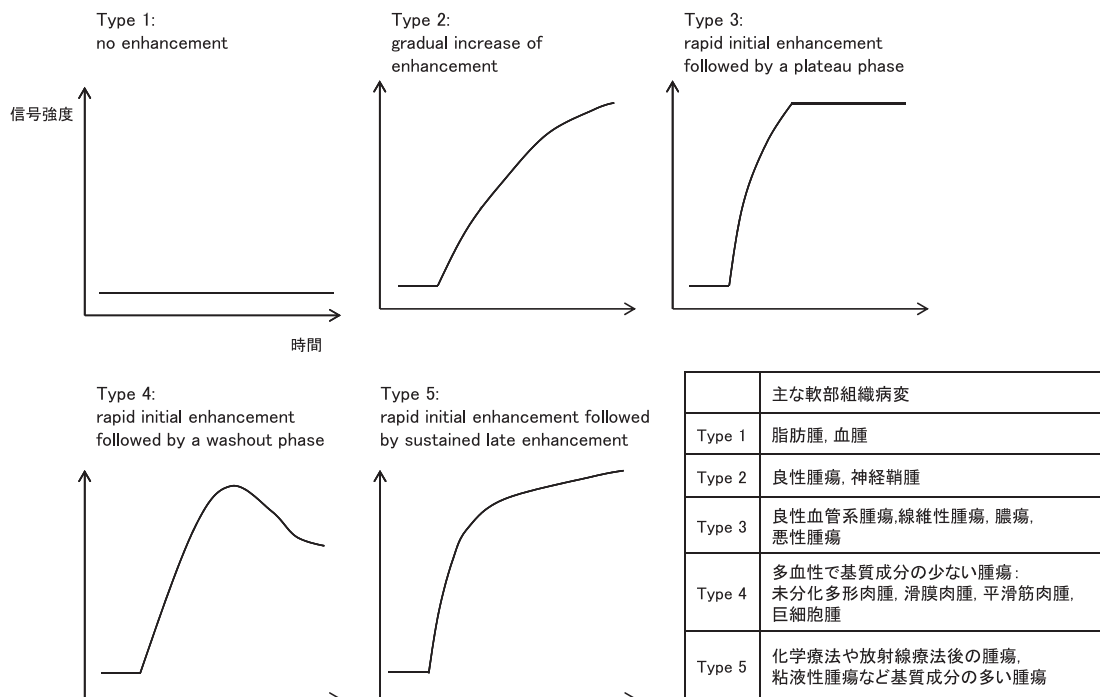 Type 1:
no enhancement
Type 2:
gradual increase of
enhancement
Type 3:
rapid initial enhancement
followed by a plateau phase
信号強度
時間
Type 4:
rapid initial enhancement
followed by a washout phase
Type 5:
rapid initial enhancement followed
by sustained late enhancement
主な軟部組織病変
Type 1 脂肪腫, 血腫
Type 2 良性腫瘍, 神経鞘腫
Type 3 良性血管系腫瘍,線維性腫瘍, 膿瘍,
悪性腫瘍
Type 4 多血性で基質成分の少ない腫瘍:
未分化多形肉腫, 滑膜肉腫, 平滑筋肉腫,
巨細胞腫
Type 5 化学療法や放射線療法後の腫瘍,
粘液性腫瘍など基質成分の多い腫瘍